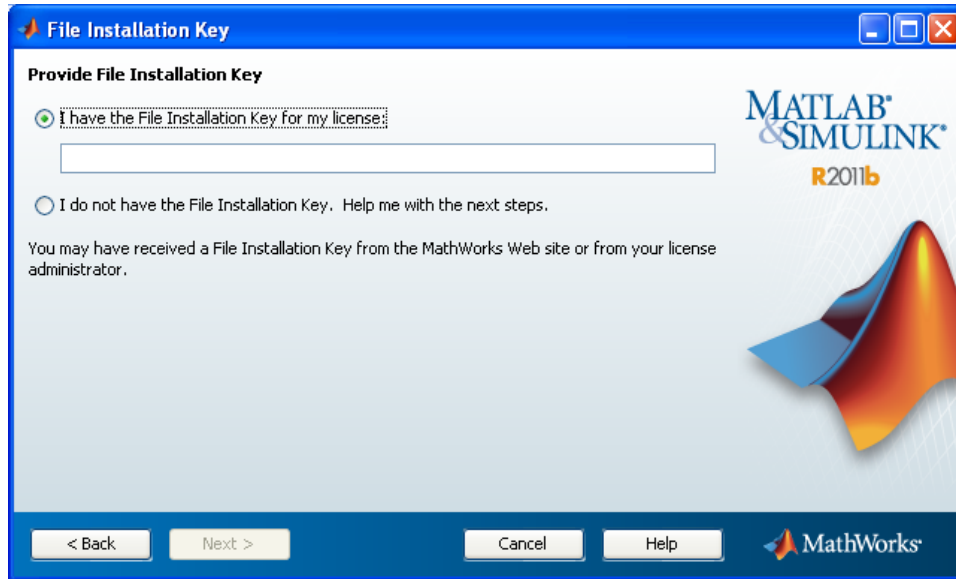 File Installation Key
Provide File Installation Key
I have the File Installation Key for my license:
MATLAB®
&SIMULINK®
R2011b
I do not have the File Installation Key.  Help me with the next steps.
You may have received a File Installation Key from the MathWorks Web site or from your license
administrator.
< Back
Next >
Cancel
Help
MathWorks®